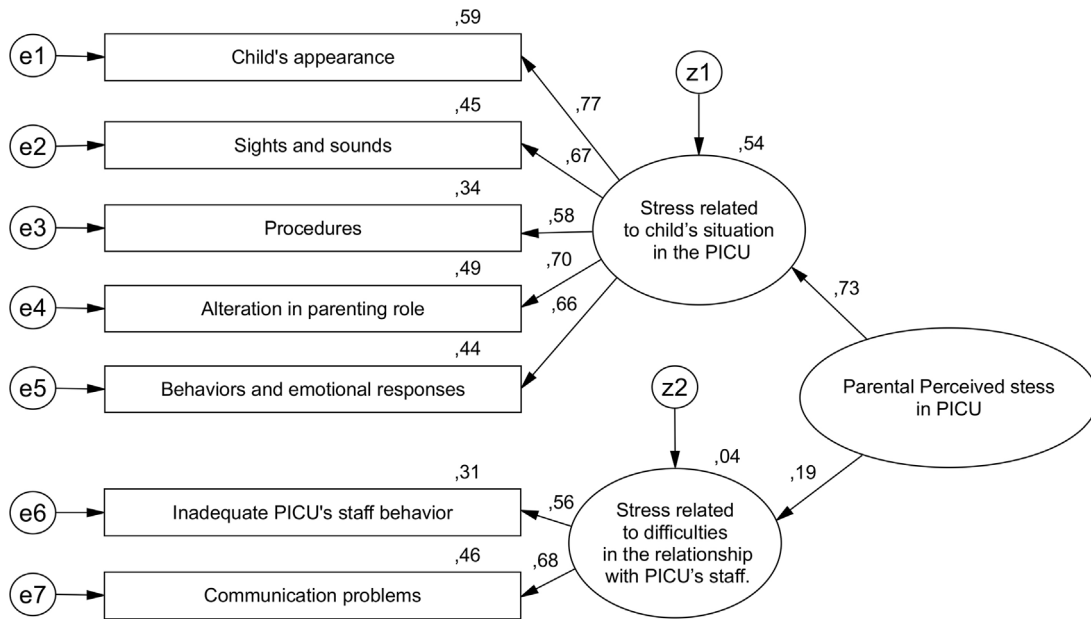 ,59
e1
Child's appearance
z1
,77
,45
e2
Sights and sounds
,67
,54
,34
e3
Procedures
,58
Stress related
to child’s situation
in the PICU
,49
e4
Alteration in parenting role
,70
,73
,66
,44
e5
Behaviors and emotional responses
z2
Parental Perceived stess
in PICU
,04
,19
,31
e6
Inadequate PICU's staff behavior
,56
Stress related
to difficulties
in the relationship
with PICU’s staff.
,46
,68
e7
Communication problems